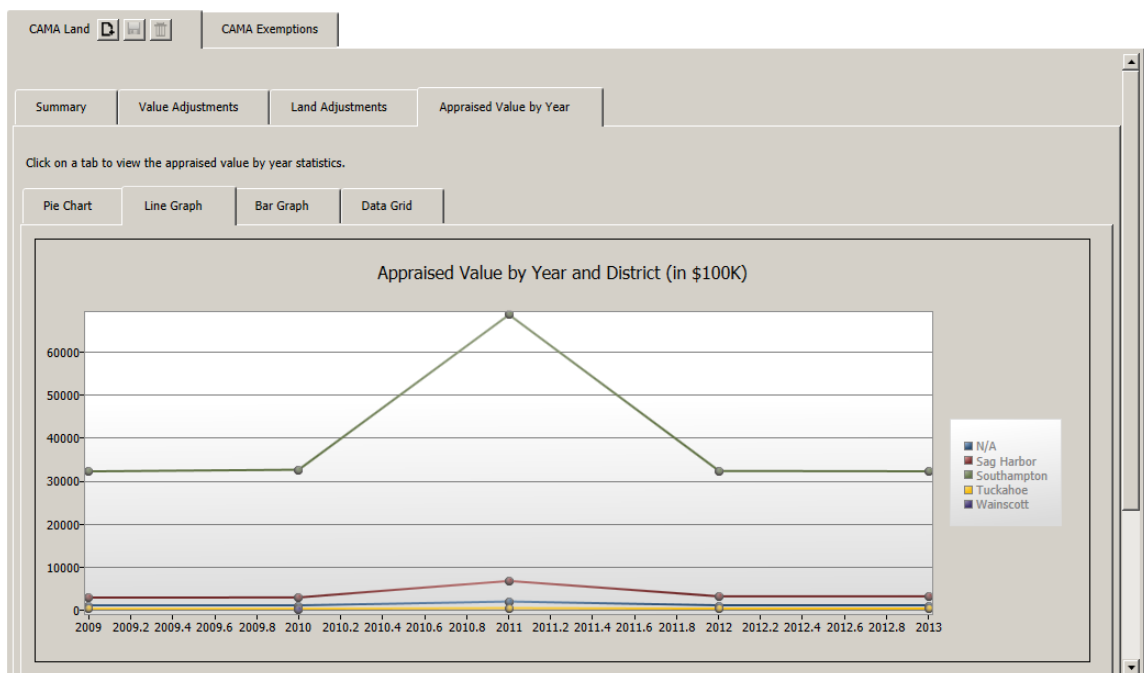 CAMA Land CAMA Exemptions
Summary Value Adjustments Land Adjustments Appraised Value by Year
Click on a tab to view the appraised value by year statistics.
Pie Chart Line Graph Bar Graph Data Grid
Appraised Value by Year and District (in $100K)
60000
50000
40000
30000
20000
10000
0
2009 2009.2 2009.4 2009.6 2009.8 2010 2010.2 2010.4 2010.6 2010.8 2011 2011.2 2011.4 2011.6 2011.8 2012 2012.2 2012.4 2012.6 2012.8 2013
N/A
Sag Harbor
Southampton
Tuckahoe
Wainscott